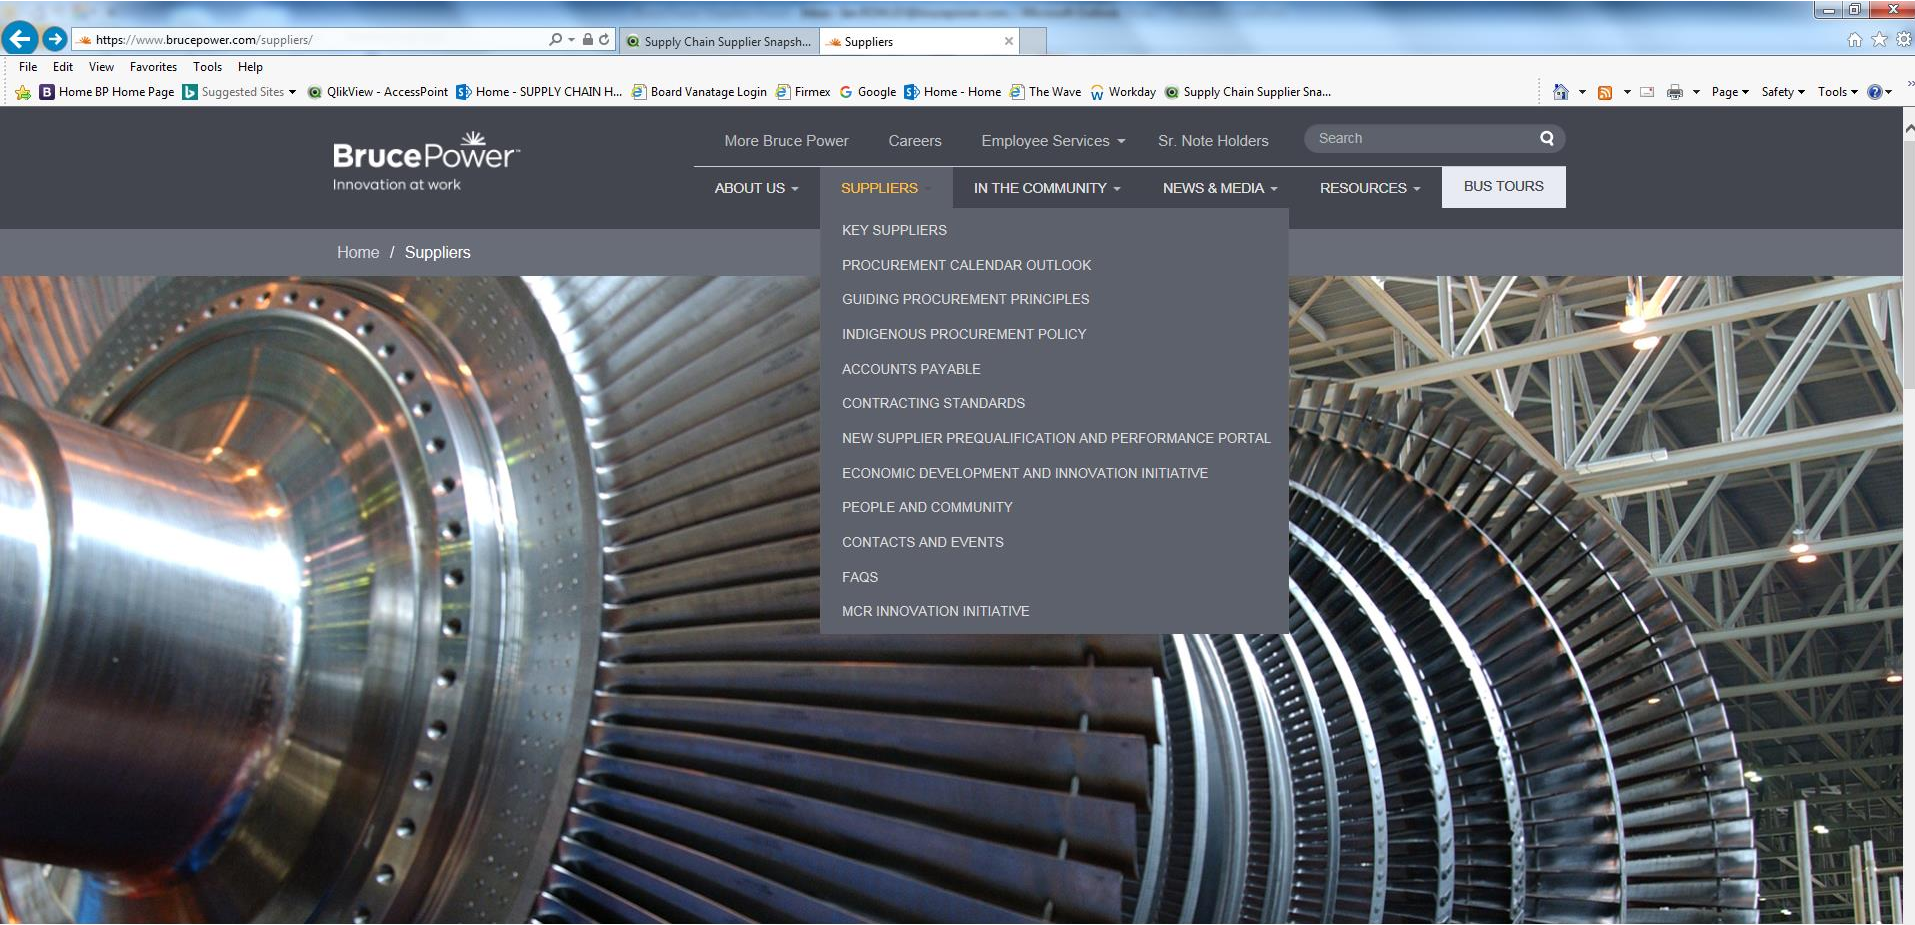 https://www.brucepower.com/suppliers/
Supply Chain Supplier Snapsh...
Suppliers
File Edit View Favorites Tools Help
Home BP Home Page Suggested Sites QlikView - AccessPoint Home - SUPPLY CHAIN H... Board Vanatage Login Firmex Google Home - Home The Wave Workday Supply Chain Supplier Sna...
Page Safety Tools
More Bruce Power Careers Employee Services Sr. Note Holders Search
BrucePower™
Innovation at work
ABOUT US SUPPLIERS IN THE COMMUNITY NEWS & MEDIA RESOURCES BUS TOURS
Home / Suppliers
KEY SUPPLIERS
PROCUREMENT CALENDAR OUTLOOK
GUIDING PROCUREMENT PRINCIPLES
INDIGENOUS PROCUREMENT POLICY
ACCOUNTS PAYABLE
CONTRACTING STANDARDS
NEW SUPPLIER PREQUALIFICATION AND PERFORMANCE PORTAL
ECONOMIC DEVELOPMENT AND INNOVATION INITIATIVE
PEOPLE AND COMMUNITY
CONTACTS AND EVENTS
FAQS
MCR INNOVATION INITIATIVE